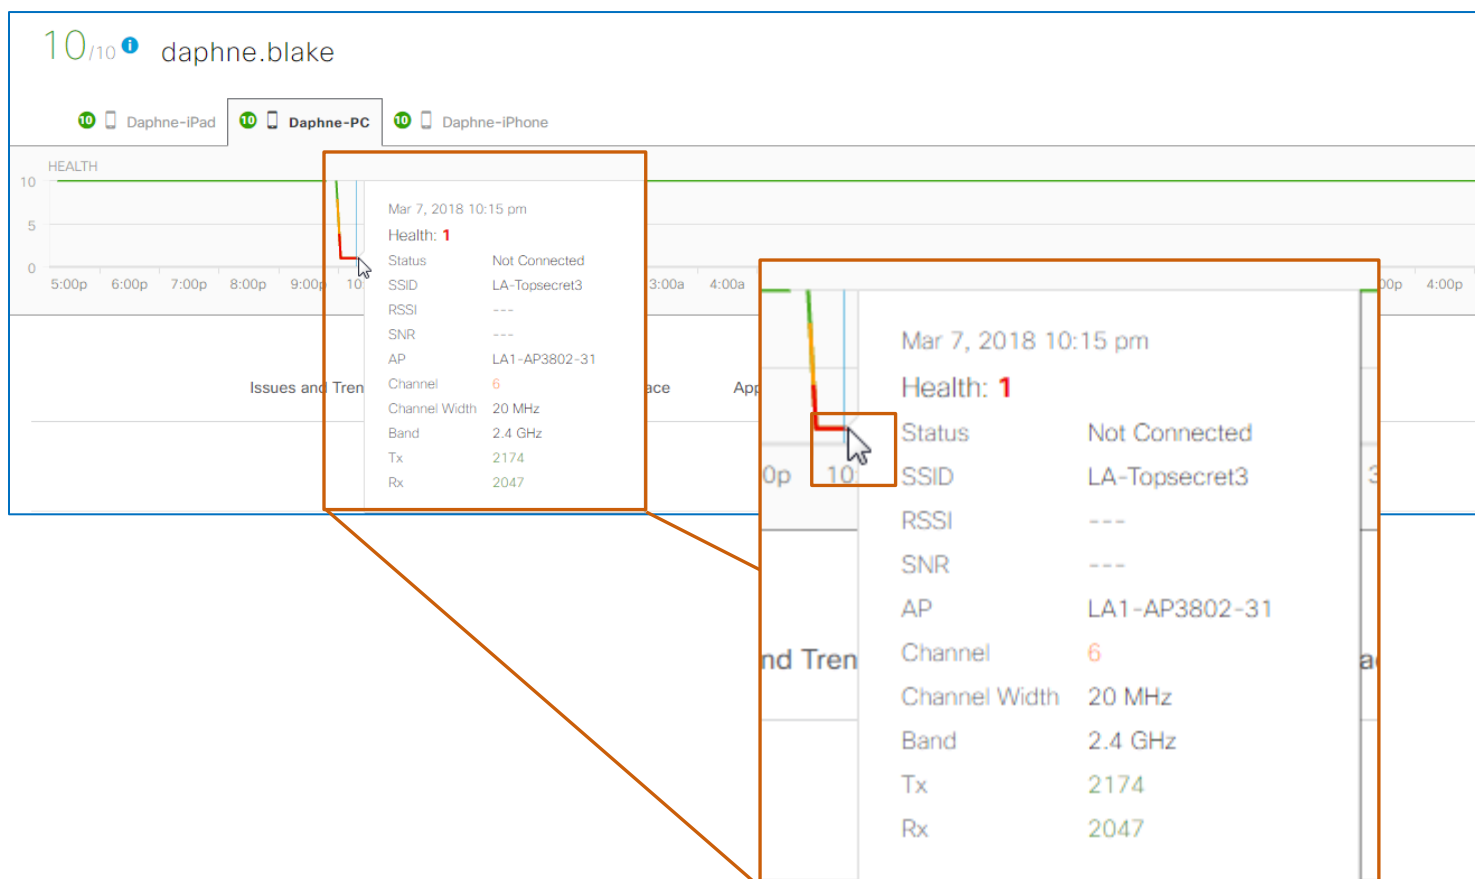 10/10 i daphne.blake
10 Daphne-iPad 10 Daphne-PC 10 Daphne-iPhone
HEALTH
10
5
0
5:00p 6:00p 7:00p 8:00p 9:00p 10 3:00a 4:00a 00p 4:00p
Mar 7, 2018 10:15 pm
Health: 1
Status Not Connected
SSID LA-Topsecret3
RSSI ---
SNR ---
AP LA1-AP3802-31
Channel 6
Channel Width 20 MHz
Band 2.4 GHz
Tx 2174
Rx 2047
Issues and Tren ace App
Mar 7, 2018 10:15 pm
Health: 1
Status Not Connected
0p 10 SSID LA-Topsecret3 3
RSSI ---
SNR ---
AP LA1-AP3802-31
Channel 6
nd Tren a
Channel Width 20 MHz
Band 2.4 GHz
Tx 2174
Rx 2047